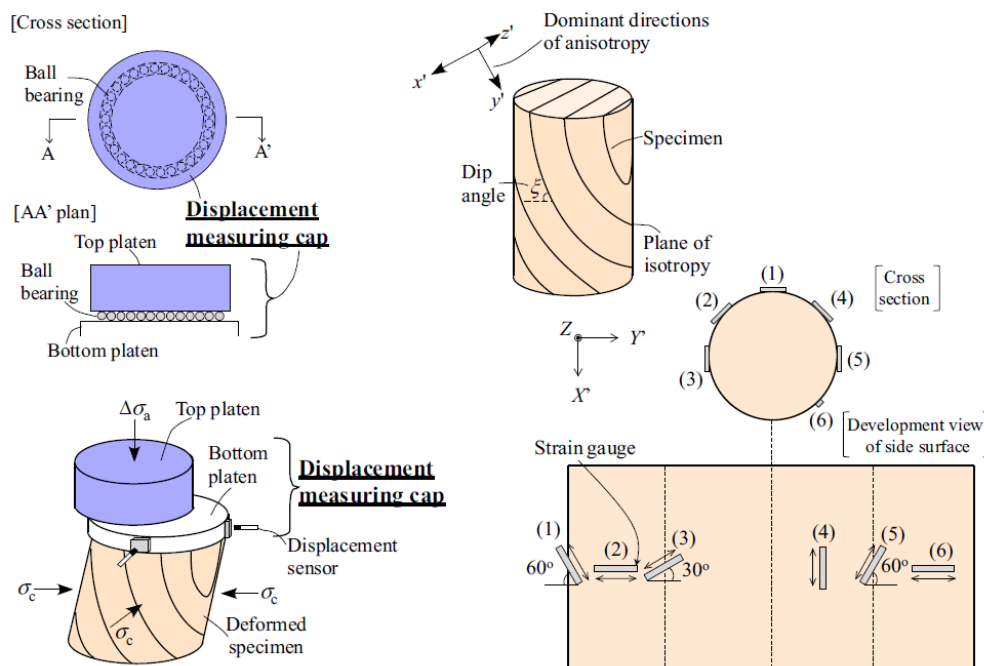 [Cross section]
Ball
bearing
A
A'
[AA' plan]
Displacement
measuring cap
Top platen
Ball
bearing
Bottom platen
Δσa
Top platen
Bottom
platen
Displacement
measuring cap
Displacement
sensor
σc
σc
σc
Deformed
specimen
Dominant directions
of anisotropy
z'
x'
y'
Specimen
Dip
angle
ξ
Plane of
isotropy
Z
Y'
X'
(1)
(2)
(3)
(4)
(5)
(6)
[Cross
section]
[Development view
of side surface]
Strain gauge
(1)
60°
(2)
(3)
30°
(4)
(5)
60°
(6)